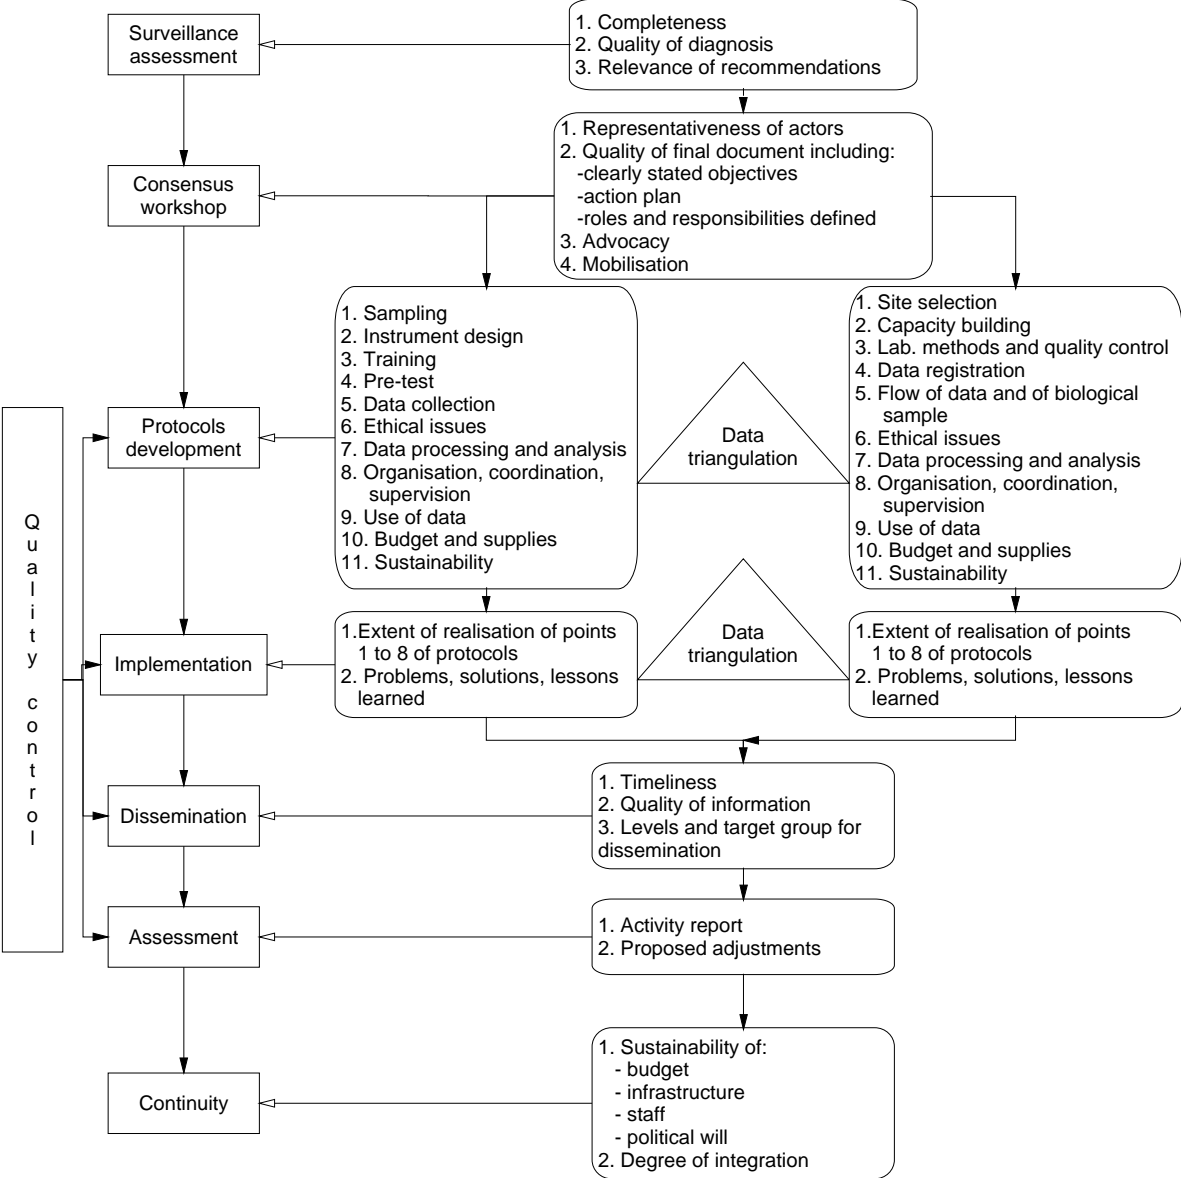 Surveillance
assessment
1. Completeness
2. Quality of diagnosis
3. Relevance of recommendations
Consensus
workshop
1. Representativeness of actors
2. Quality of final document including:
-clearly stated objectives
-action plan
-roles and responsibilities defined
3. Advocacy
4. Mobilisation
Quality control
Protocols
development
1. Sampling
2. Instrument design
3. Training
4. Pre-test
5. Data collection
6. Ethical issues
7. Data processing and analysis
8. Organisation, coordination,
supervision
9. Use of data
10. Budget and supplies
11. Sustainability
Data
triangulation
1. Site selection
2. Capacity building
3. Lab. methods and quality control
4. Data registration
5. Flow of data and of biological
sample
6. Ethical issues
7. Data processing and analysis
8. Organisation, coordination,
supervision
9. Use of data
10. Budget and supplies
11. Sustainability
Implementation
1.Extent of realisation of points
1 to 8 of protocols
2. Problems, solutions, lessons
learned
Data
triangulation
1.Extent of realisation of points
1 to 8 of protocols
2. Problems, solutions, lessons
learned
Dissemination
1. Timeliness
2. Quality of information
3. Levels and target group for
dissemination
Assessment
1. Activity report
2. Proposed adjustments
Continuity
1. Sustainability of:
- budget
- infrastructure
- staff
- political will
2. Degree of integration